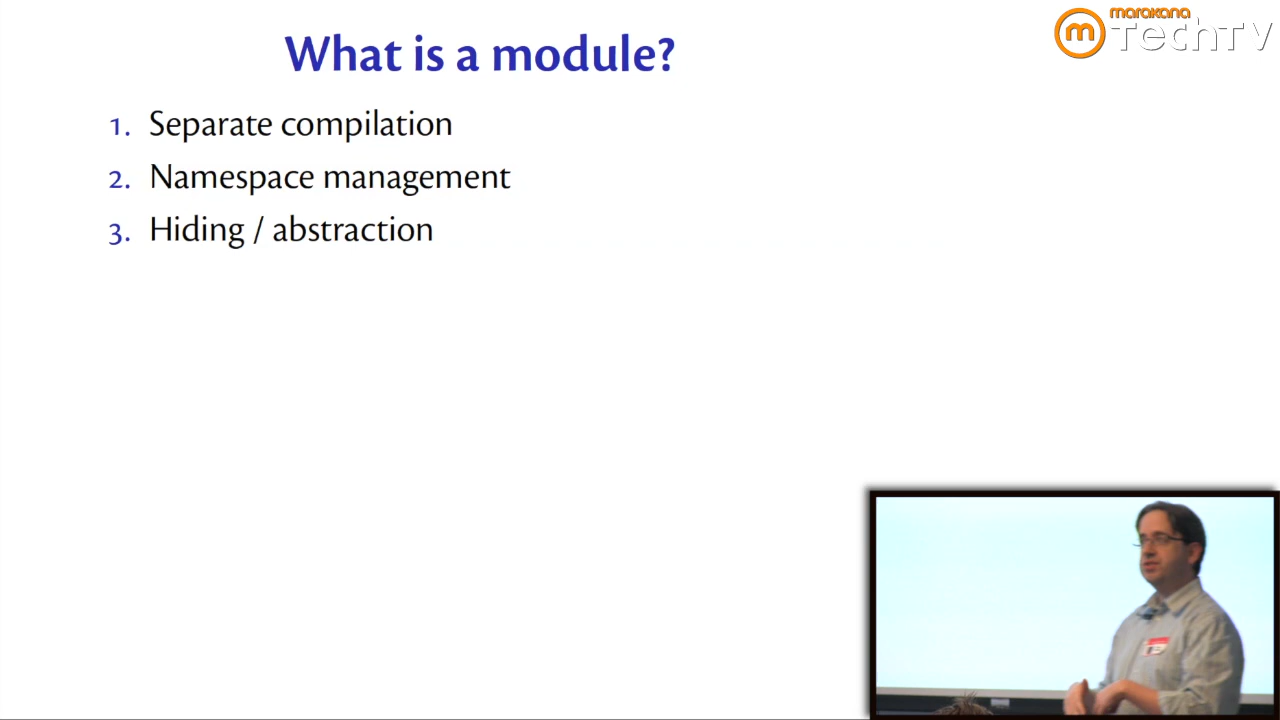 What is a module?
marakana
m TechTV
1. Separate compilation
2. Namespace management
3. Hiding / abstraction